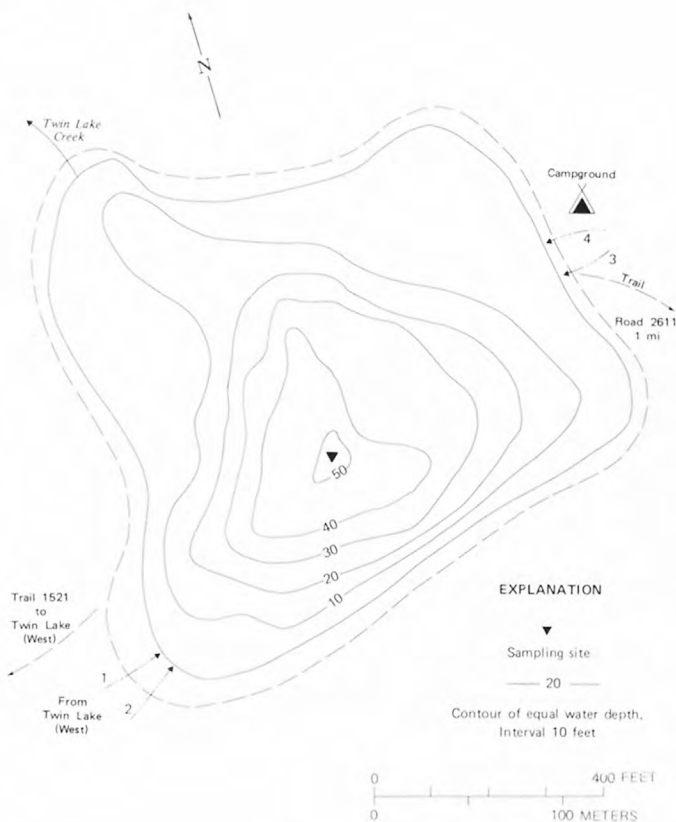 N
Twin Lake
Creek
Campground
4
3
Trail
Road 2611
1 mi
50
40
30
20
10
Trail 1521
to
Twin Lake
(West)
1
2
From
Twin Lake
(West)
EXPLANATION
Sampling site
20
Contour of equal water depth.
Interval 10 feet
0 400 FEET
0 100 METERS